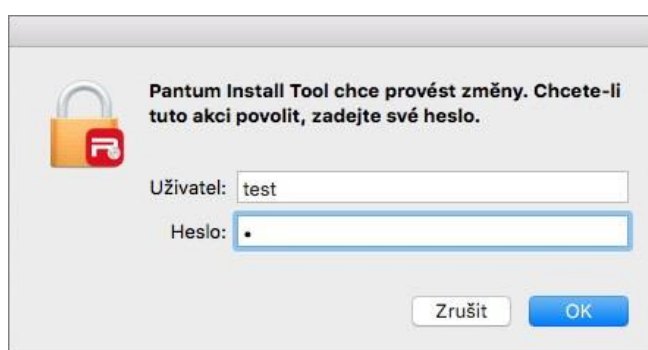 Pantum Install Tool chce provést změny. Chcete-li
tuto akci povolit, zadejte své heslo.
Uživatel: test
Heslo: •
Zrušit OK